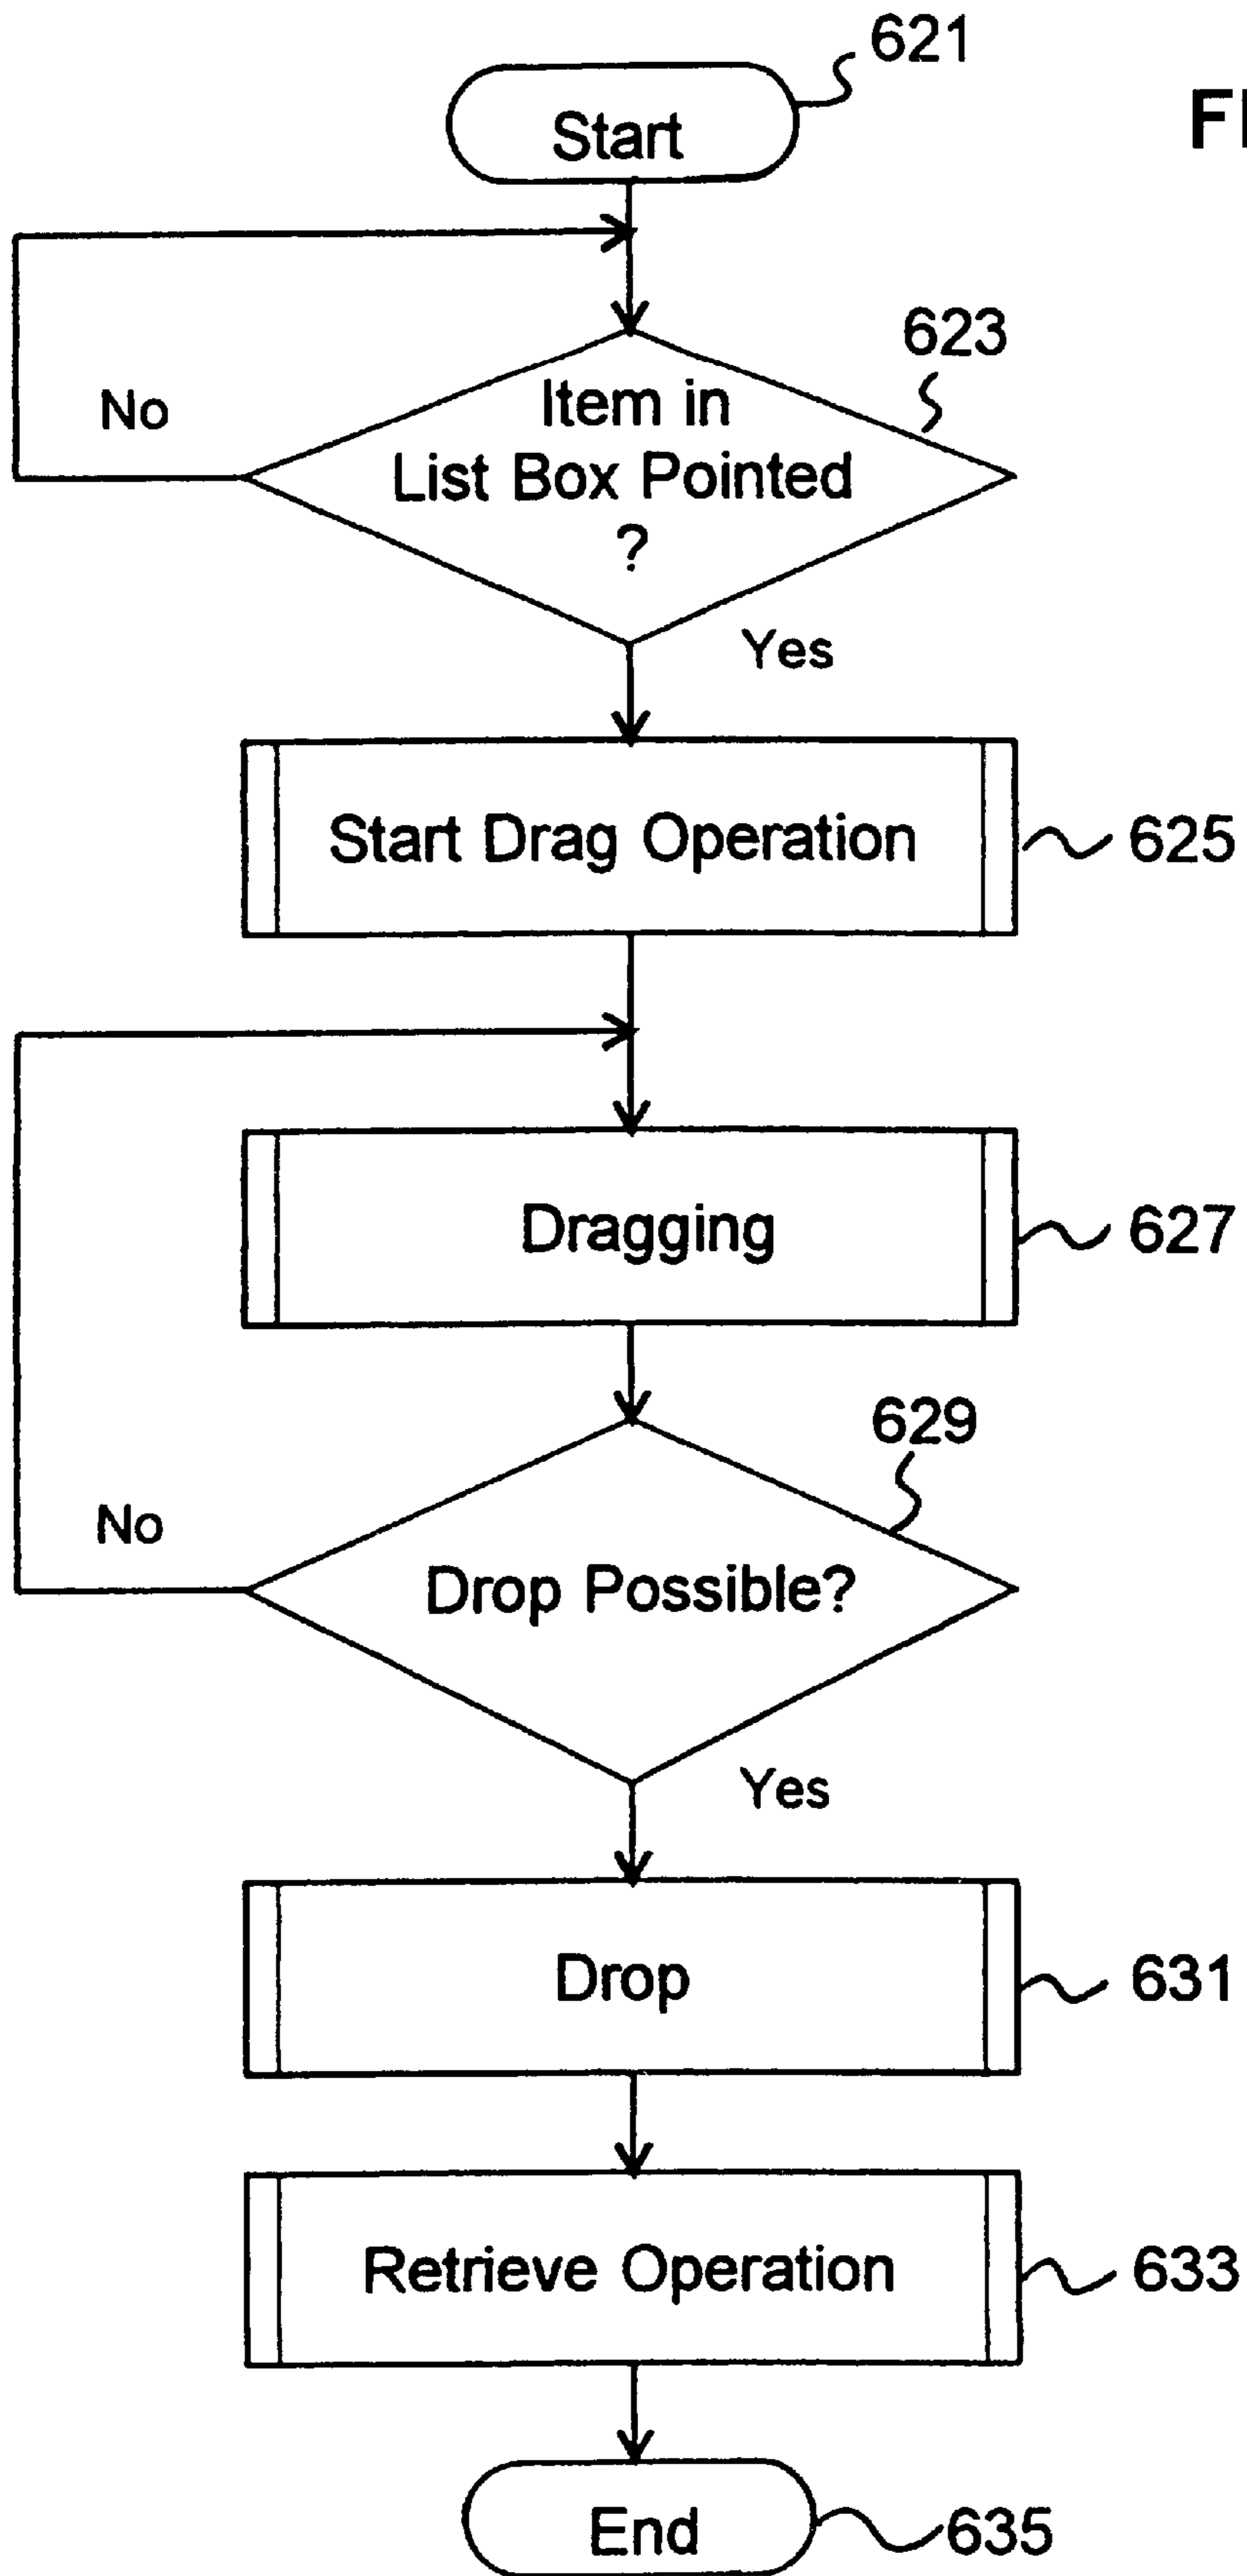 621
Start
623
No
Item in
List Box Pointed
?
Yes
Start Drag Operation
625
Dragging
627
629
No
Drop Possible?
Yes
Drop
631
Retrieve Operation
633
End
635